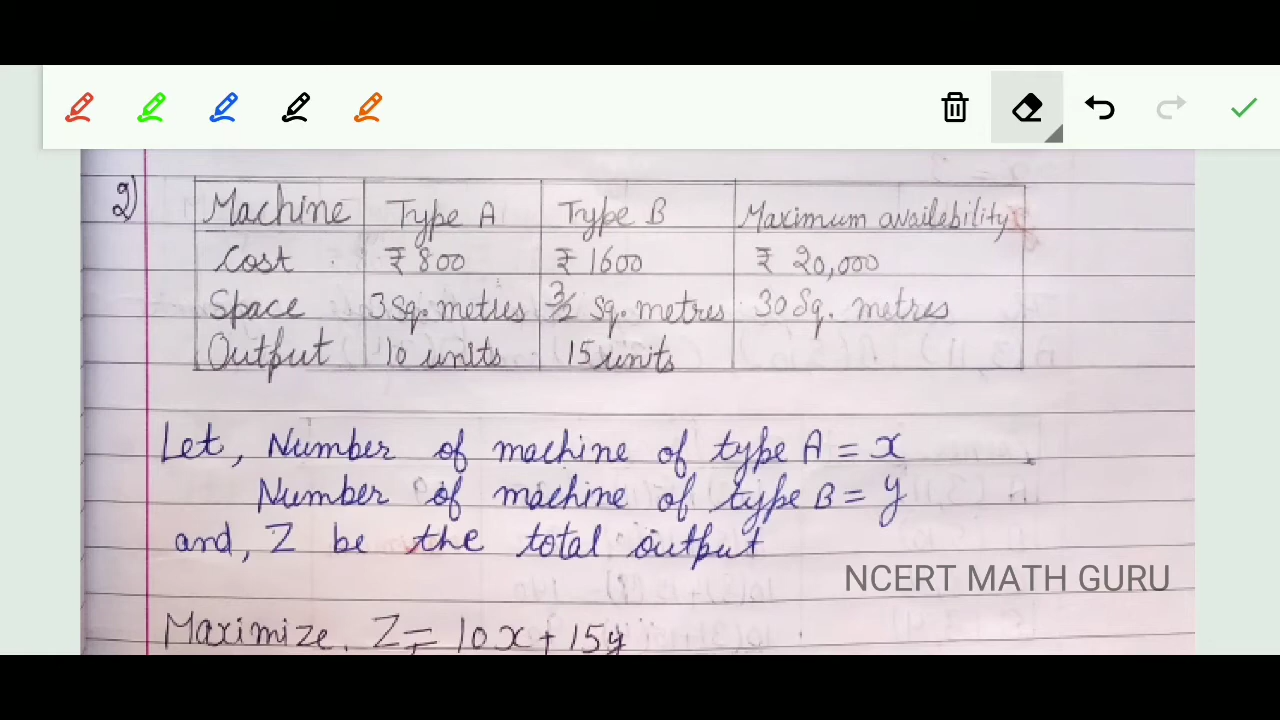 2)
Machine Type A Type B Maximum availebility
Cost ₹ 800 ₹ 1600 ₹ 20,000
Space 3 Sq. metres 3/2 Sq. metres 30 Sq. metres
Output 10 units 15 units
Let, Number of machine of type A = x
Number of machine of type B = y
and, Z be the total output
NCERT MATH GURU
Maximize, Z = 10x + 15y